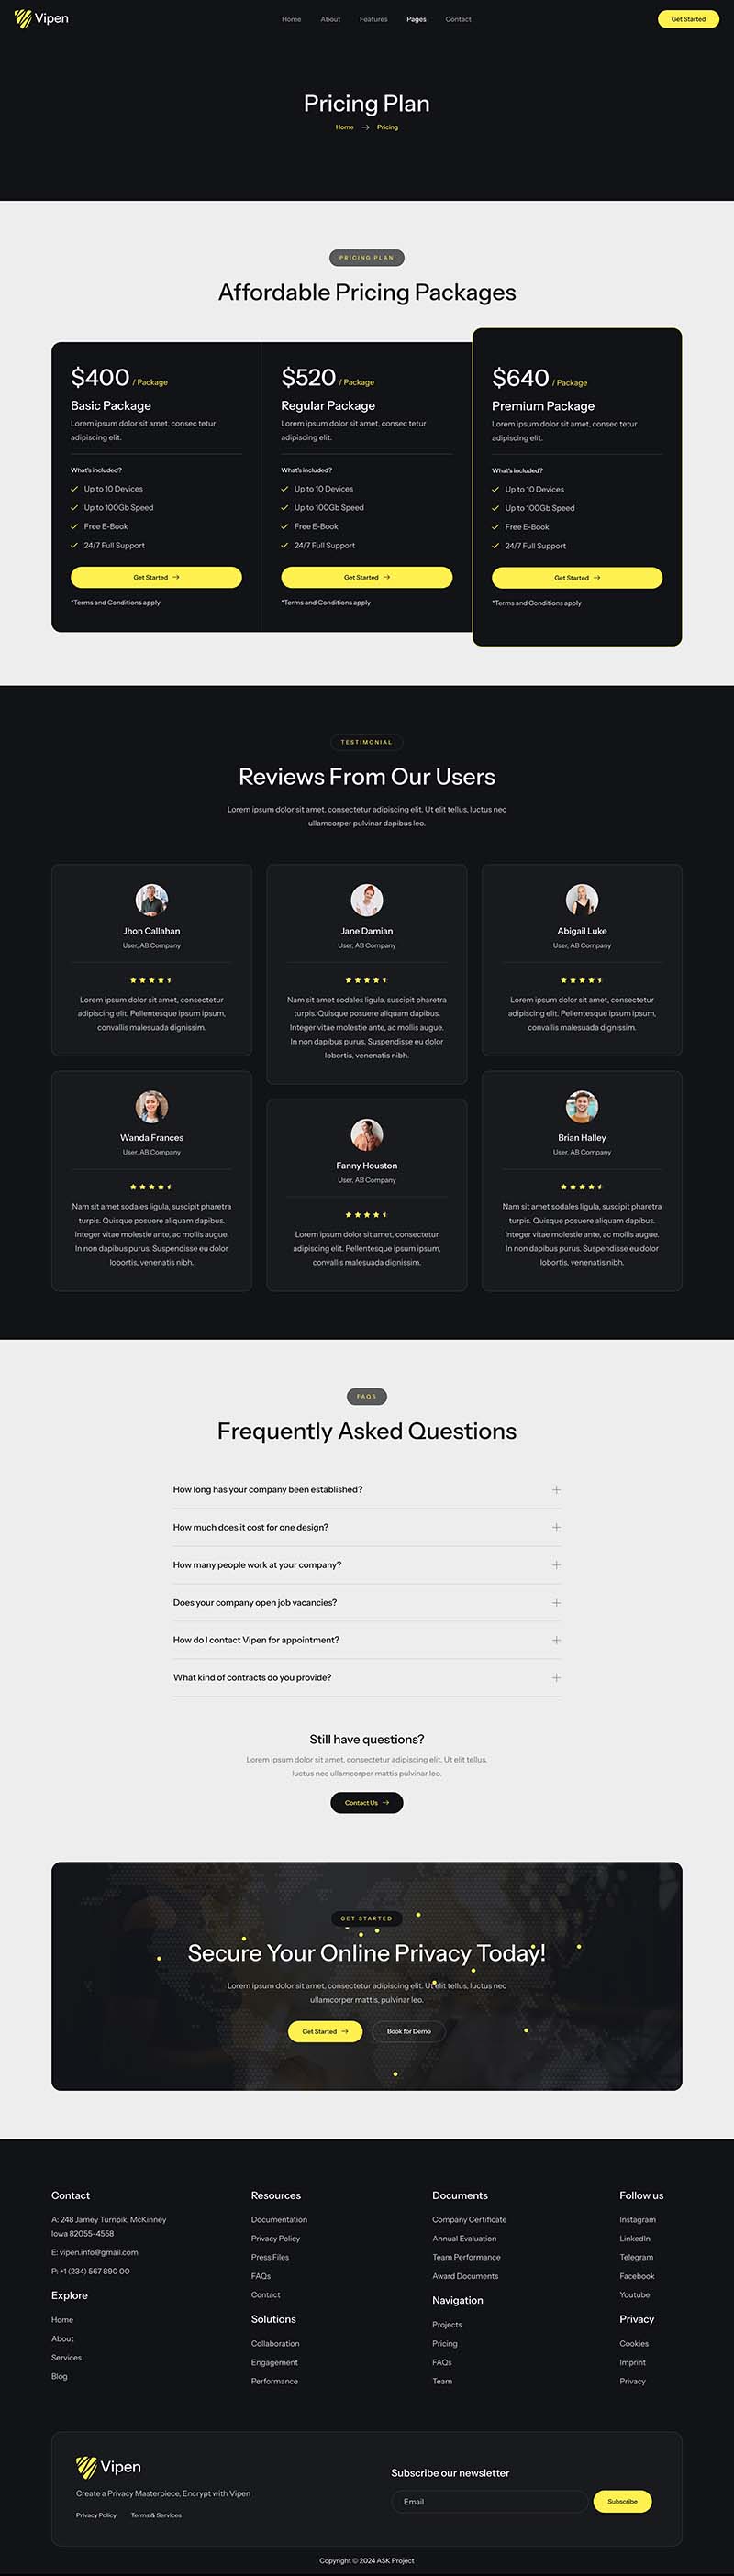 Vipen
Home About Features Pages Contact
Get Started
Pricing Plan
Home → Pricing
PRICING PLAN
Affordable Pricing Packages
$400 / Package
Basic Package
Lorem ipsum dolor sit amet, consec tetur
adipiscing elit.
What's included?
Up to 10 Devices
Up to 100Gb Speed
Free E-Book
24/7 Full Support
Get Started →
*Terms and Conditions apply
$520 / Package
Regular Package
Lorem ipsum dolor sit amet, consec tetur
adipiscing elit.
What's included?
Up to 10 Devices
Up to 100Gb Speed
Free E-Book
24/7 Full Support
Get Started →
*Terms and Conditions apply
$640 / Package
Premium Package
Lorem ipsum dolor sit amet, consec tetur
adipiscing elit.
What's included?
Up to 10 Devices
Up to 100Gb Speed
Free E-Book
24/7 Full Support
Get Started →
*Terms and Conditions apply
TESTIMONIAL
Reviews From Our Users
Lorem ipsum dolor sit amet, consectetur adipiscing elit. Ut elit tellus, luctus nec
ullamcorper pulvinar dapibus leo.
Jhon Callahan
User, AB Company
Lorem ipsum dolor sit amet, consectetur
adipiscing elit. Pellentesque ipsum ipsum,
convallis malesuada dignissim.
Jane Damian
User, AB Company
Nam sit amet sodales ligula, suscipit pharetra
turpis. Quisque posuere aliquam dapibus.
Integer vitae molestie ante, ac mollis augue.
In non dapibus purus. Suspendisse eu dolor
lobortis, venenatis nibh.
Abigail Luke
User, AB Company
Lorem ipsum dolor sit amet, consectetur
adipiscing elit. Pellentesque ipsum ipsum,
convallis malesuada dignissim.
Wanda Frances
User, AB Company
Nam sit amet sodales ligula, suscipit pharetra
turpis. Quisque posuere aliquam dapibus.
Integer vitae molestie ante, ac mollis augue.
In non dapibus purus. Suspendisse eu dolor
lobortis, venenatis nibh.
Fanny Houston
User, AB Company
Lorem ipsum dolor sit amet, consectetur
adipiscing elit. Pellentesque ipsum ipsum,
convallis malesuada dignissim.
Brian Halley
User, AB Company
Nam sit amet sodales ligula, suscipit pharetra
turpis. Quisque posuere aliquam dapibus.
Integer vitae molestie ante, ac mollis augue.
In non dapibus purus. Suspendisse eu dolor
lobortis, venenatis nibh.
FAQS
Frequently Asked Questions
How long has your company been established?
How much does it cost for one design?
How many people work at your company?
Does your company open job vacancies?
How do I contact Vipen for appointment?
What kind of contracts do you provide?
Still have questions?
Lorem ipsum dolor sit amet, consectetur adipiscing elit. Ut elit tellus,
luctus nec ullamcorper mattis pulvinar leo.
Contact Us →
GET STARTED
Secure Your Online Privacy Today!
Lorem ipsum dolor sit amet, consectetur adipiscing elit. Ut elit tellus, luctus nec
ullamcorper mattis, pulvinar leo.
Get Started →
Book for Demo
Contact
A: 248 Jamey Turnpik, McKinney
Iowa 82055-4558
E: vipen.info@gmail.com
P: +1 (234) 567 890 00
Explore
Home
About
Services
Blog
Resources
Documentation
Privacy Policy
Press Files
FAQs
Contact
Solutions
Collaboration
Engagement
Performance
Documents
Company Certificate
Annual Evaluation
Team Performance
Award Documents
Navigation
Projects
Pricing
FAQs
Team
Follow us
Instagram
LinkedIn
Telegram
Facebook
Youtube
Privacy
Cookies
Imprint
Privacy
Vipen
Create a Privacy Masterpiece, Encrypt with Vipen
Privacy Policy Terms & Services
Subscribe our newsletter
Email
Subscribe
Copyright © 2024 ASK Project